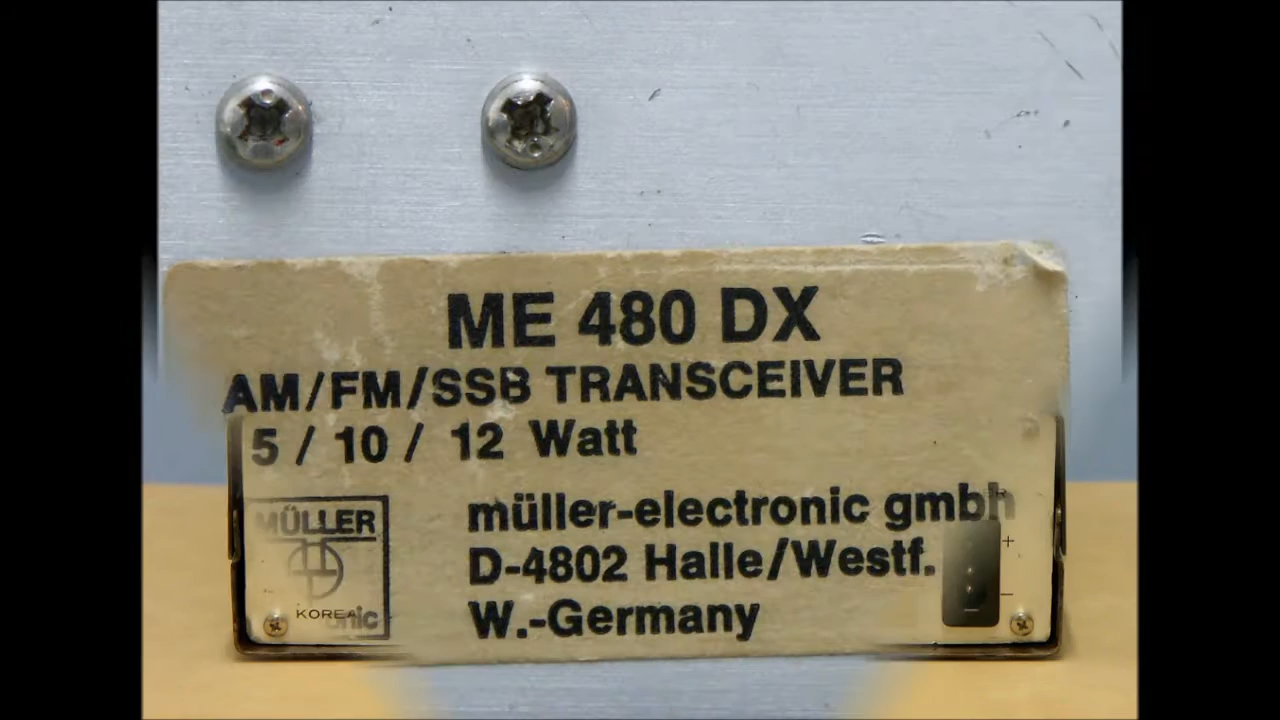 ME 480 DX
AM/FM/SSB TRANSCEIVER
5 / 10 / 12 Watt
MÜLLER
KOREA
müller-electronic gmbh
D-4802 Halle/Westf.
W.-Germany
+
–